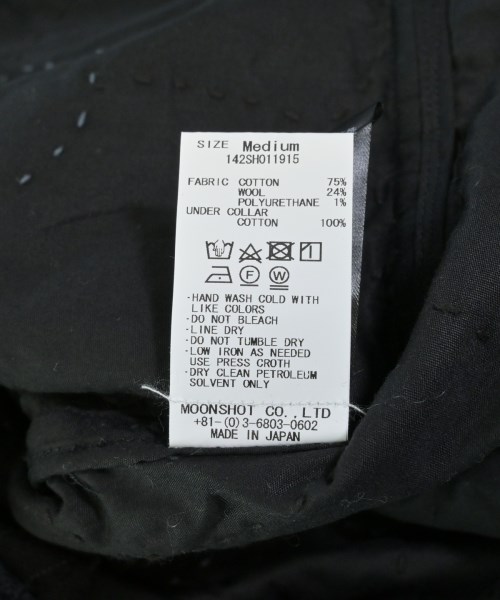 SIZE Medium
142SH011915
FABRIC COTTON 75%
WOOL 24%
POLYURETHANE 1%
UNDER COLLAR
COTTON 100%
F W
·HAND WASH COLD WITH
LIKE COLORS
·DO NOT BLEACH
·LINE DRY
·DO NOT TUMBLE DRY
·LOW IRON AS NEEDED
USE PRESS CROTH
·DRY CLEAN PETROLEUM
SOLVENT ONLY
MOONSHOT CO.,LTD
+81-(0)3-6803-0602
MADE IN JAPAN